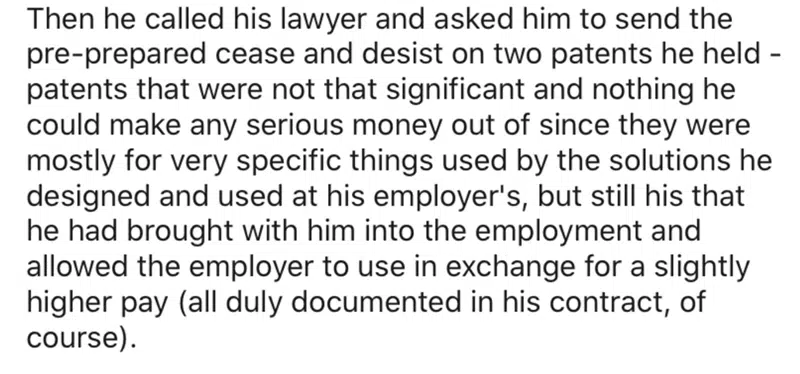 Then he called his lawyer and asked him to send the
pre-prepared cease and desist on two patents he held -
patents that were not that significant and nothing he
could make any serious money out of since they were
mostly for very specific things used by the solutions he
designed and used at his employer's, but still his that
he had brought with him into the employment and
allowed the employer to use in exchange for a slightly
higher pay (all duly documented in his contract, of
course).